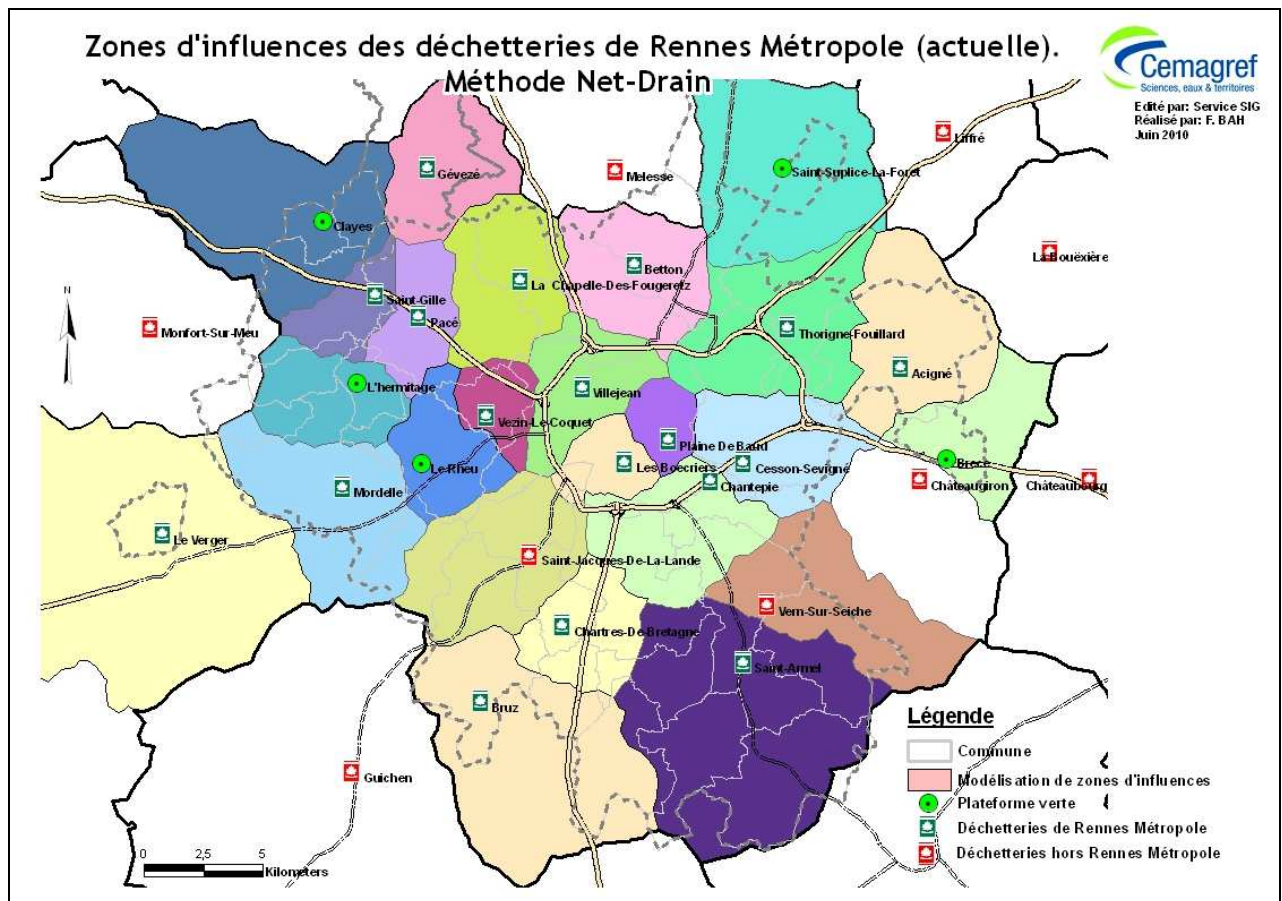 Zones d'influences des déchetteries de Rennes Métropole (actuelle).
Méthode Net-Drain
Cemagref
Sciences, eaux & territoires
Edité par: Service SIG
Réalisé par: F. BAH
Juin 2010
Liffré
Gévezé
Melesse
Saint-Suplice-La-Foret
Clayes
La Bouëxière
Betton
La Chapelle-Des-Fougeretz
Saint-Gille
N
Pacé
Monfort-Sur-Meu
Thorigne-Fouillard
Acigné
L'hermitage
Villejean
Vezin-Le-Coquet
Plaine De Baud
Le Rheu
Les Boecriers
Cesson-Sevigné
Brece
Mordelle
Chantepie
Châteaugiron
Châteaubourg
Le Verger
Saint-Jacques-De-La-Lande
Vern-Sur-Seiche
Chartres-De-Bretagne
Saint-Armel
Bruz
Guichen
Légende
Commune
Modélisation de zones d'influences
Plateforme verte
Déchetteries de Rennes Métropole
Déchetteries hors Rennes Métropole
0 2,5 5
Kilometers